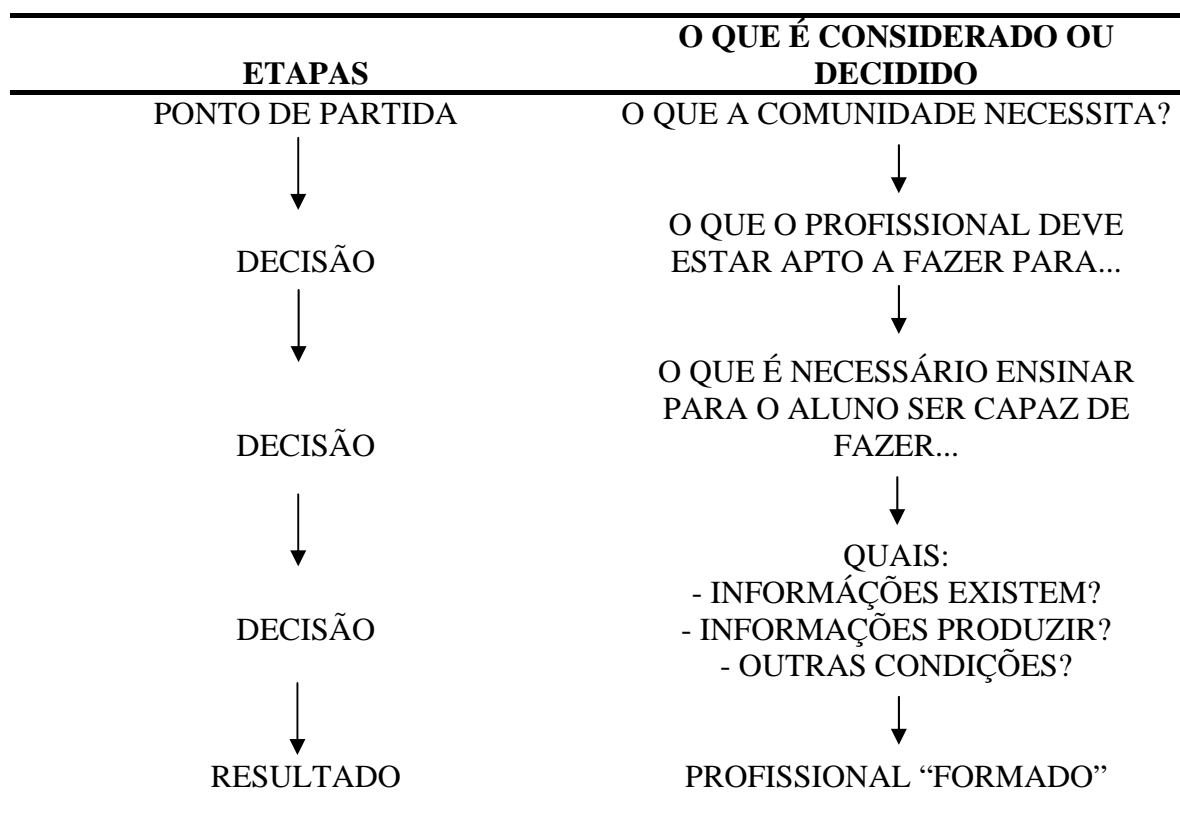 ETAPAS
O QUE É CONSIDERADO OU
DECIDIDO
PONTO DE PARTIDA
O QUE A COMUNIDADE NECESSITA?
DECISÃO
O QUE O PROFISSIONAL DEVE
ESTAR APTO A FAZER PARA...
DECISÃO
O QUE É NECESSÁRIO ENSINAR
PARA O ALUNO SER CAPAZ DE
FAZER...
DECISÃO
QUAIS:
- INFORMÁÇÕES EXISTEM?
- INFORMAÇÕES PRODUZIR?
- OUTRAS CONDIÇÕES?
RESULTADO
PROFISSIONAL “FORMADO”